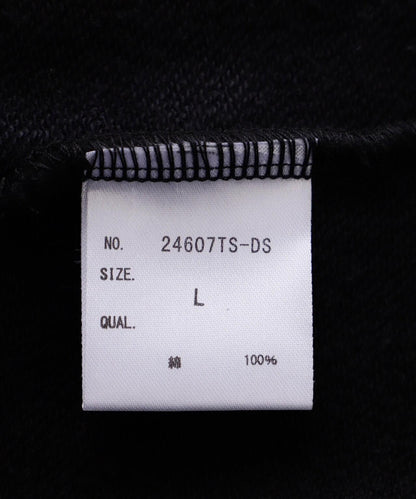 NO. 24607TS-DS
SIZE.
L
QUAL.
綿 100%